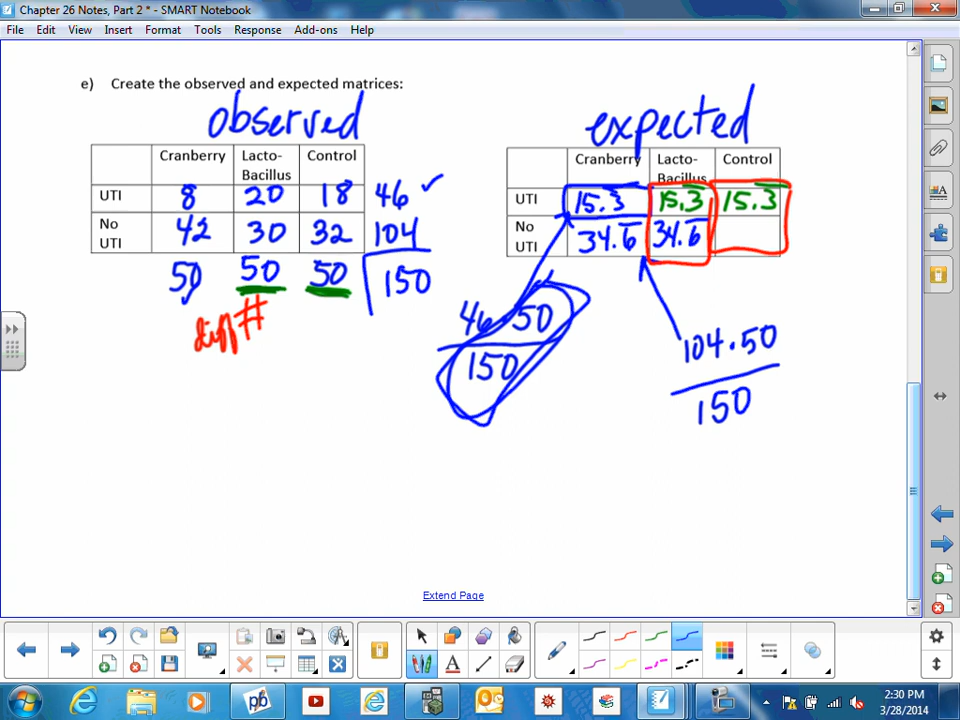 Chapter 26 Notes, Part 2 * - SMART Notebook
File Edit View Insert Format Tools Response Add-ons Help
e) Create the observed and expected matrices:
observed
Cranberry Lacto-Bacillus Control
UTI 8 20 18 46 ✓
No UTI 42 30 32 104
50 50 50 150
diff #
expected
Cranberry Lacto-Bacillus Control
UTI 15.3̅ 15.3̅ 15.3̅
No UTI 34.6̅ 34.6̅
46·50
150
104·50
150
Extend Page
2:30 PM
3/28/2014